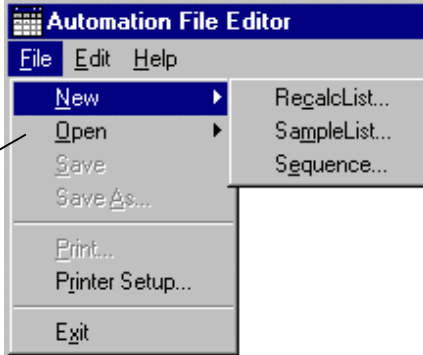 Automation File Editor
File Edit Help
New RecalcList...
Open SampleList...
Save Sequence...
Save As...
Print...
Printer Setup...
Exit